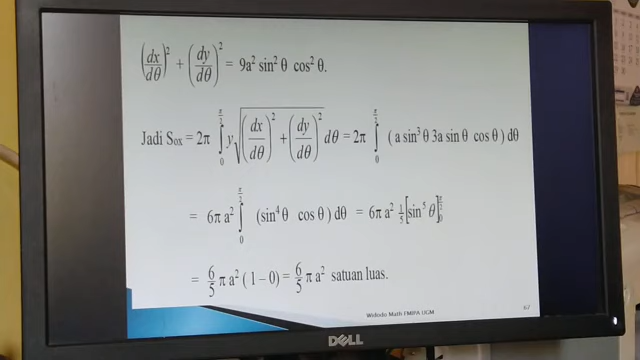 (dx/dθ)² + (dy/dθ)² = 9a² sin² θ cos² θ.
Jadi S_ox = 2π ∫₀^(π/2) y √((dx/dθ)² + (dy/dθ)²) dθ = 2π ∫₀^(π/2) ( a sin³ θ 3a sin θ cos θ ) dθ
= 6π a² ∫₀^(π/2) (sin⁴ θ cos θ ) dθ = 6π a² 1/5 [sin⁵ θ]₀^(π/2)
= 6/5 π a² ( 1 – 0) = 6/5 π a² satuan luas.
Widodo Math FMIPA UGM
67
DELL